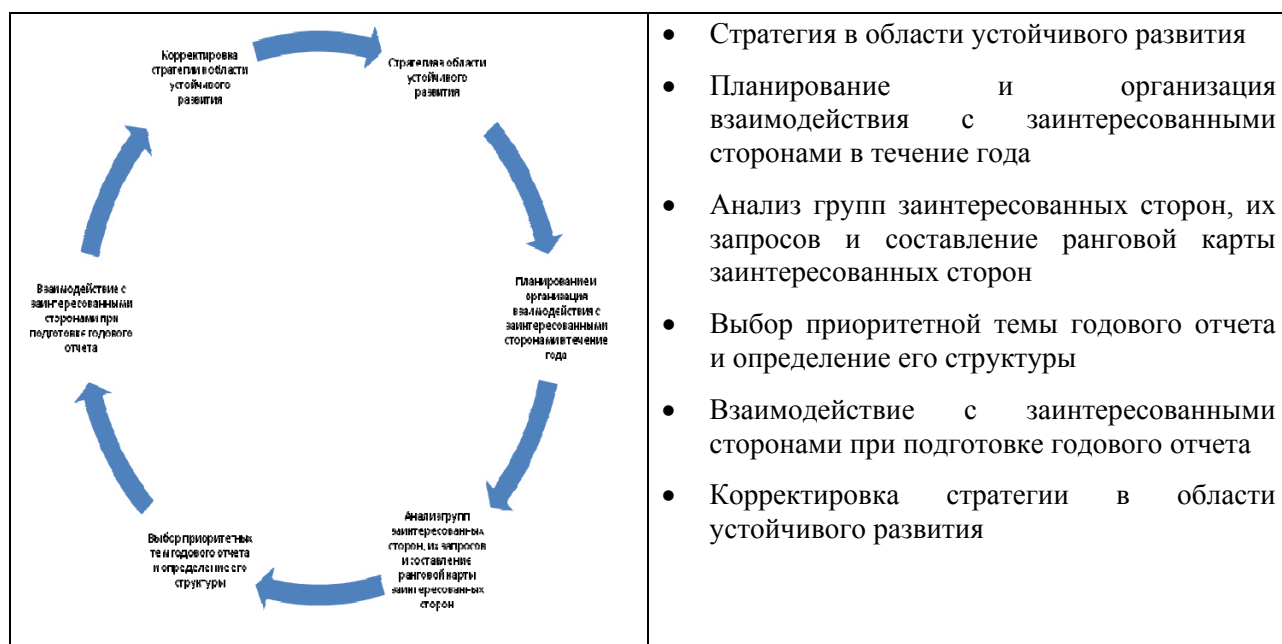 Корректировка
стратегии в области
устойчивого
развития
Стратегия в области
устойчивого
развития
Планирование и
организация
взаимодействия с
заинтересованными
сторонами в течение
года
Анализ групп
заинтересованных
сторон, их запросов
и составление
ранговой карты
заинтересованных
сторон
Выбор приоритетных
тем годового отчета
и определение его
структуры
Взаимодействие с
заинтересованными
сторонами при
подготовке годового
отчета
• Стратегия в области устойчивого развития
• Планирование и организация
взаимодействия с заинтересованными
сторонами в течение года
• Анализ групп заинтересованных сторон, их
запросов и составление ранговой карты
заинтересованных сторон
• Выбор приоритетной темы годового отчета
и определение его структуры
• Взаимодействие с заинтересованными
сторонами при подготовке годового отчета
• Корректировка стратегии в области
устойчивого развития